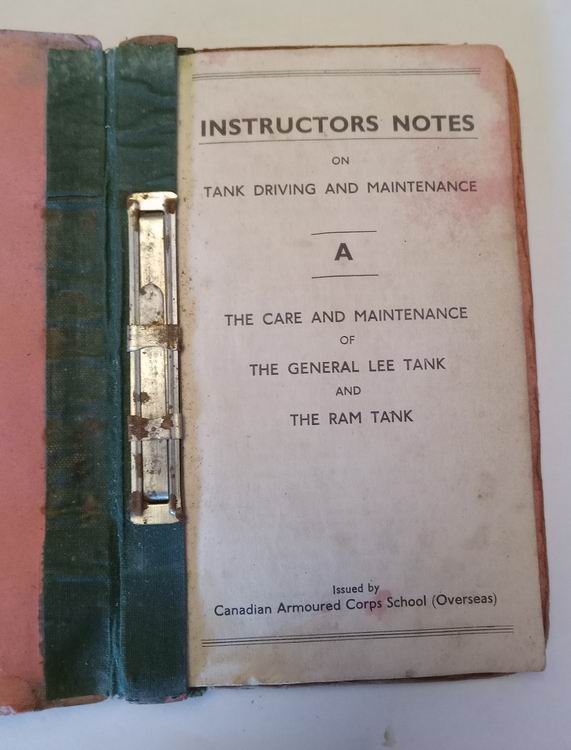 INSTRUCTORS NOTES
ON
TANK DRIVING AND MAINTENANCE
A
THE CARE AND MAINTENANCE
OF
THE GENERAL LEE TANK
AND
THE RAM TANK
Issued by
Canadian Armoured Corps School (Overseas)